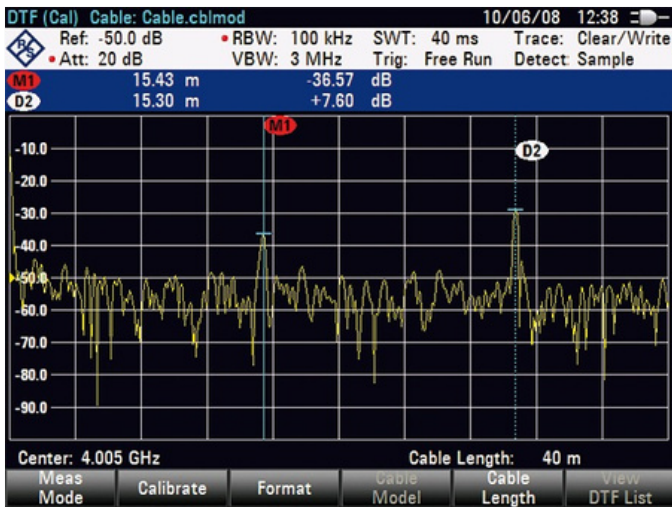 DTF (Cal) Cable: Cable.cblmod 10/06/08 12:38
Ref: -50.0 dB RBW: 100 kHz SWT: 40 ms Trace: Clear/Write
Att: 20 dB VBW: 3 MHz Trig: Free Run Detect: Sample
M1 15.43 m -36.57 dB
D2 15.30 m +7.60 dB
M1
D2
-10.0
-20.0
-30.0
-40.0
-50.0
-60.0
-70.0
-80.0
-90.0
Center: 4.005 GHz Cable Length: 40 m
Meas Mode
Calibrate
Format
Cable Model
Cable Length
View DTF List